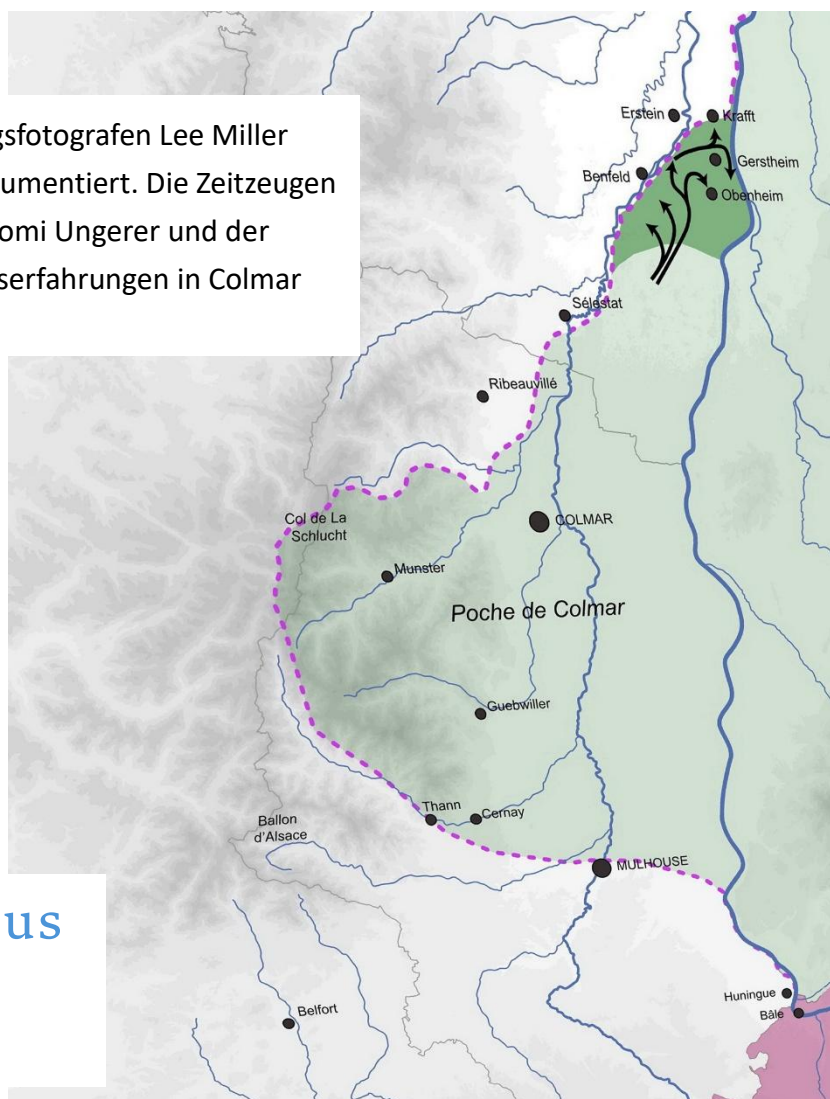 gsfotografen Lee Miller
umentiert. Die Zeitzeugen
omi Ungerer und der
serfahrungen in Colmar
Erstein
Krafft
Gerstheim
Benfeld
Obenheim
Sélestat
Ribeauvillé
Col de La
Schlucht
COLMAR
Munster
Poche de Colmar
Guebwiller
Thann
Cernay
Ballon
d'Alsace
MULHOUSE
us
Huningue
Belfort
Bâle